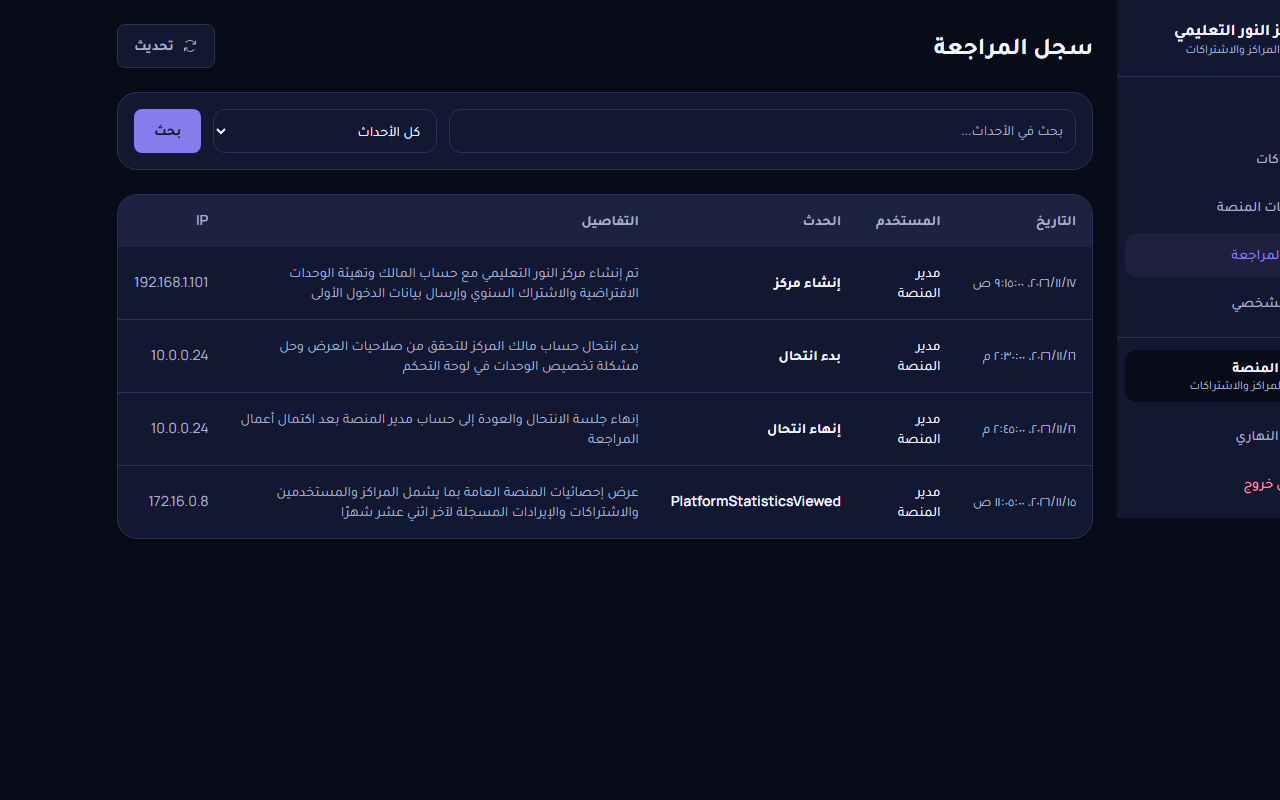 النور التعليمي
المراكز والاشتراكات
المنصة
المراجعة
المنصة
المراكز والاشتراكات
النهاري
خروج
سجل المراجعة
تحديث
بحث في الأحداث...
كل الأحداث
بحث
التاريخ المستخدم الحدث التفاصيل IP
١٧‏/١١‏/٢٠٢٦، ٩:١٥:٠٠ ص
مدير
المنصة
إنشاء مركز
تم إنشاء مركز النور التعليمي مع حساب المالك وتهيئة الوحدات
الافتراضية والاشتراك السنوي وإرسال بيانات الدخول الأولى
192.168.1.101
١٦‏/١١‏/٢٠٢٦، ٢:٣٠:٠٠ م
مدير
المنصة
بدء انتحال
بدء انتحال حساب مالك المركز للتحقق من صلاحيات العرض وحل
مشكلة تخصيص الوحدات في لوحة التحكم
10.0.0.24
١٦‏/١١‏/٢٠٢٦، ٢:٤٥:٠٠ م
مدير
المنصة
إنهاء انتحال
إنهاء جلسة الانتحال والعودة إلى حساب مدير المنصة بعد اكتمال أعمال
المراجعة
10.0.0.24
١٥‏/١١‏/٢٠٢٦، ١١:٠٥:٠٠ ص
مدير
المنصة
PlatformStatisticsViewed
عرض إحصائيات المنصة العامة بما يشمل المراكز والمستخدمين
والاشتراكات والإيرادات المسجلة لآخر اثني عشر شهرًا
172.16.0.8